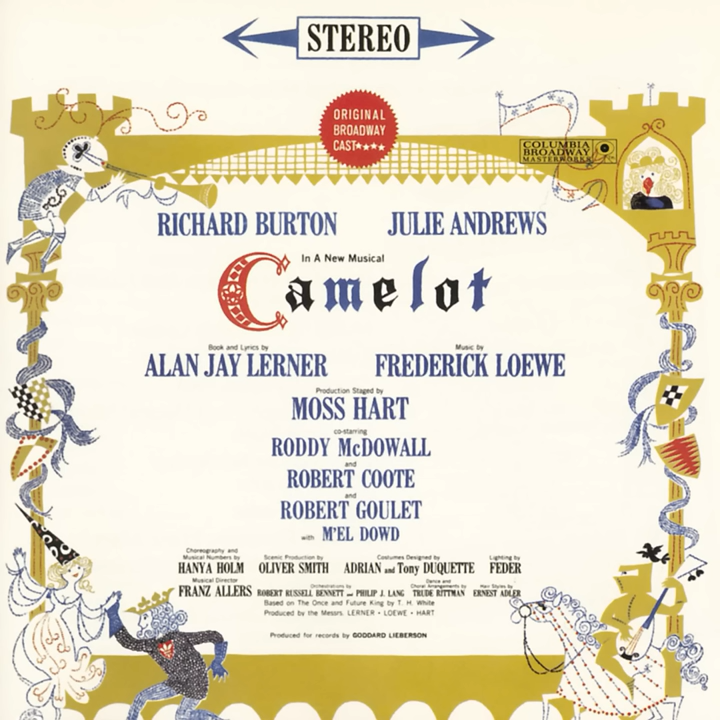 STEREO
ORIGINAL
BROADWAY
CAST★★★★
COLUMBIA
BROADWAY
MASTERWORKS
RICHARD BURTON JULIE ANDREWS
In A New Musical
Camelot
Book and Lyrics by Music by
ALAN JAY LERNER FREDERICK LOEWE
Production Staged by
MOSS HART
co-starring
RODDY McDOWALL
and
ROBERT COOTE
and
ROBERT GOULET
with M'EL DOWD
Choreography and
Musical Numbers by Scenic Production by Costumes Designed by Lighting by
HANYA HOLM OLIVER SMITH ADRIAN and Tony DUQUETTE FEDER
Musical Director Orchestrations by Dance and Choral Arrangements by Hair Styles by
FRANZ ALLERS ROBERT RUSSELL BENNETT and PHILIP J. LANG TRUDE RITTMAN ERNEST ADLER
Based on The Once and Future King by T. H. White
Produced by the Messrs. LERNER • LOEWE • HART
Produced for records by GODDARD LIEBERSON